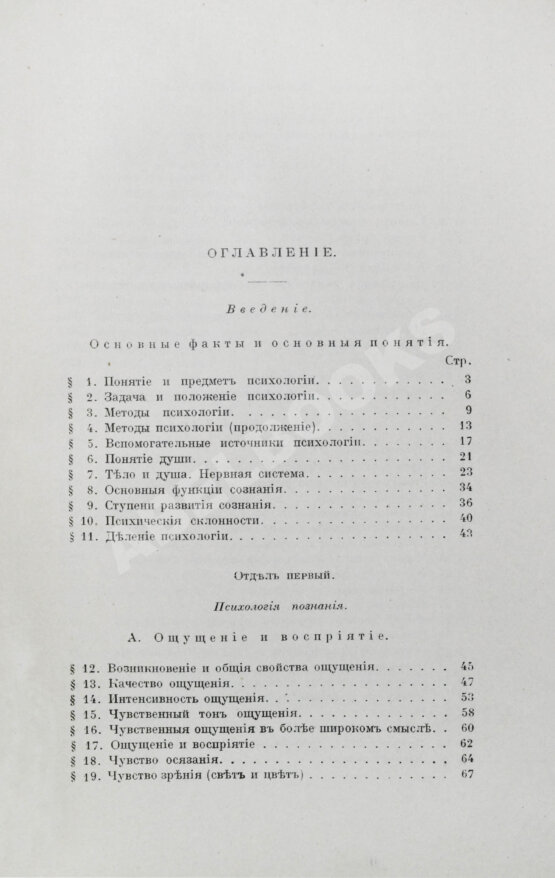 ОГЛАВЛЕНІЕ.
Введеніе.
Основные факты и основныя понятія.
Стр.
§ 1. Понятіе и предметъ психологіи. 3
§ 2. Задача и положеніе психологіи. 6
§ 3. Методы психологіи. 9
§ 4. Методы психологіи (продолженіе). 13
§ 5. Вспомогательные источники психологіи. 17
§ 6. Понятіе души. 21
§ 7. Тѣло и душа. Нервная система. 23
§ 8. Основныя функціи сознанія. 34
§ 9. Ступени развитія сознанія. 36
§ 10. Психическія склонности. 40
§ 11. Дѣленіе психологіи. 43
Отдѣлъ первый.
Психологія познанія.
А. Ощущеніе и воспріятіе.
§ 12. Возникновеніе и общія свойства ощущенія. 45
§ 13. Качество ощущенія. 47
§ 14. Интенсивность ощущенія. 53
§ 15. Чувственный тонъ ощущенія. 58
§ 16. Чувственныя ощущенія въ болѣе широкомъ смыслѣ. 60
§ 17. Ощущеніе и воспріятіе 62
§ 18. Чувство осязанія. 64
§ 19. Чувство зрѣнія (свѣтъ и цвѣтъ) 67